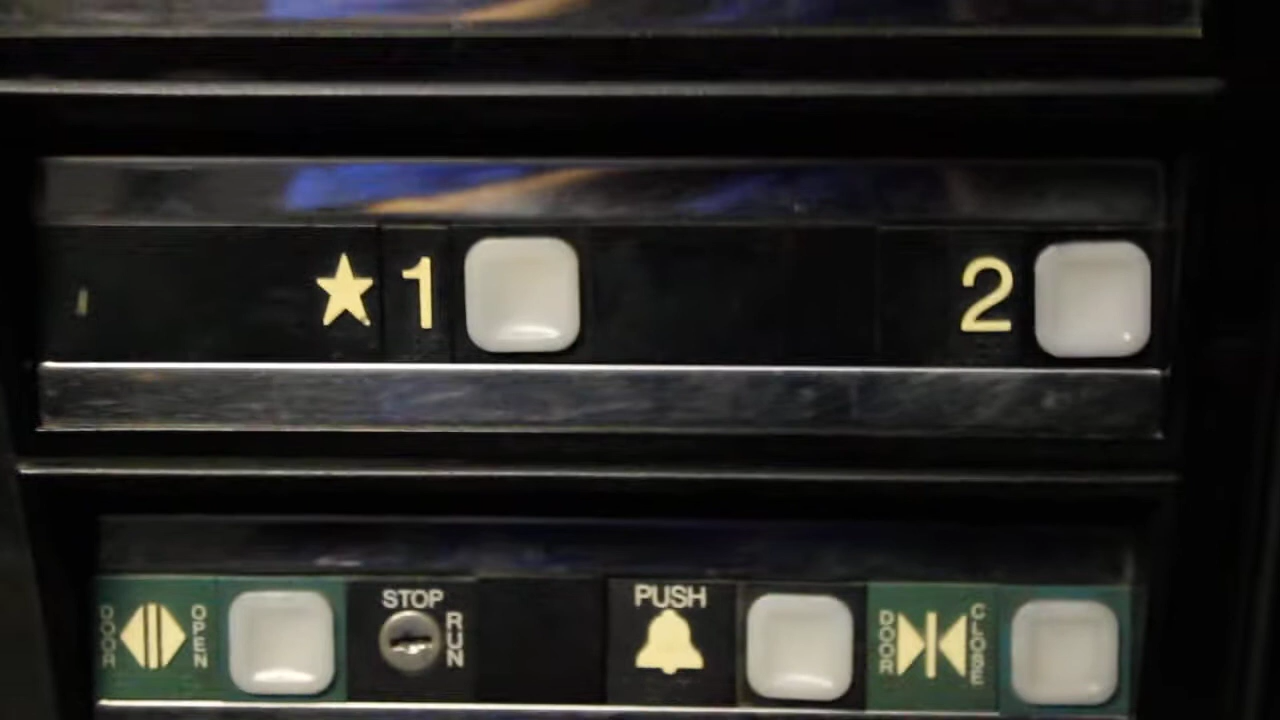 ★1
2
DOOR OPEN
STOP
RUN
PUSH
DOOR CLOSE